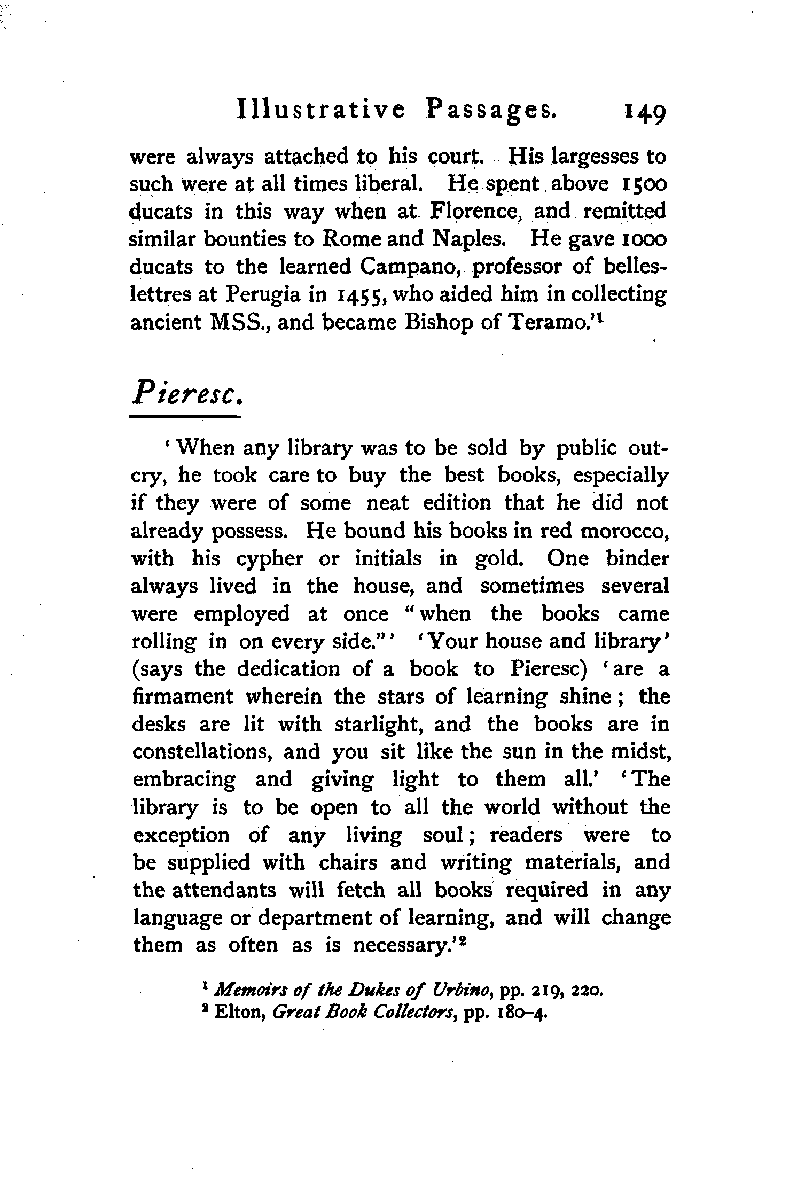 Illustrative Passages. 149
were always attached to his court. His largesses to
such were at all times liberal. He spent above 1500
ducats in this way when at Florence, and remitted
similar bounties to Rome and Naples. He gave 1000
ducats to the learned Campano, professor of belles-
lettres at Perugia in 1455, who aided him in collecting
ancient MSS., and became Bishop of Teramo.'¹
Pieresc.
'When any library was to be sold by public out-
cry, he took care to buy the best books, especially
if they were of some neat edition that he did not
already possess. He bound his books in red morocco,
with his cypher or initials in gold. One binder
always lived in the house, and sometimes several
were employed at once "when the books came
rolling in on every side."' 'Your house and library'
(says the dedication of a book to Pieresc) 'are a
firmament wherein the stars of learning shine; the
desks are lit with starlight, and the books are in
constellations, and you sit like the sun in the midst,
embracing and giving light to them all.' 'The
library is to be open to all the world without the
exception of any living soul; readers were to
be supplied with chairs and writing materials, and
the attendants will fetch all books required in any
language or department of learning, and will change
them as often as is necessary.'²
¹ Memoirs of the Dukes of Urbino, pp. 219, 220.
² Elton, Great Book Collectors, pp. 180–4.